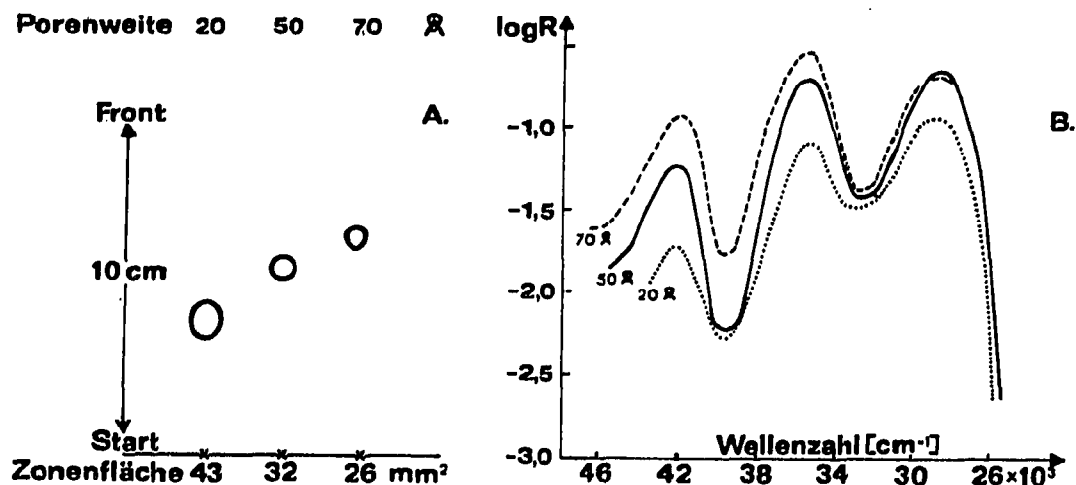 Porenweite 20 50 70 Å
Front
A.
10 cm
Start
Zonenfläche 43 32 26 mm²
logR
B.
-1,0
-1,5
-2,0
-2,5
-3,0
70 Å
50 Å
20 Å
Wellenzahl [cm⁻¹]
46 42 38 34 30 26×10³